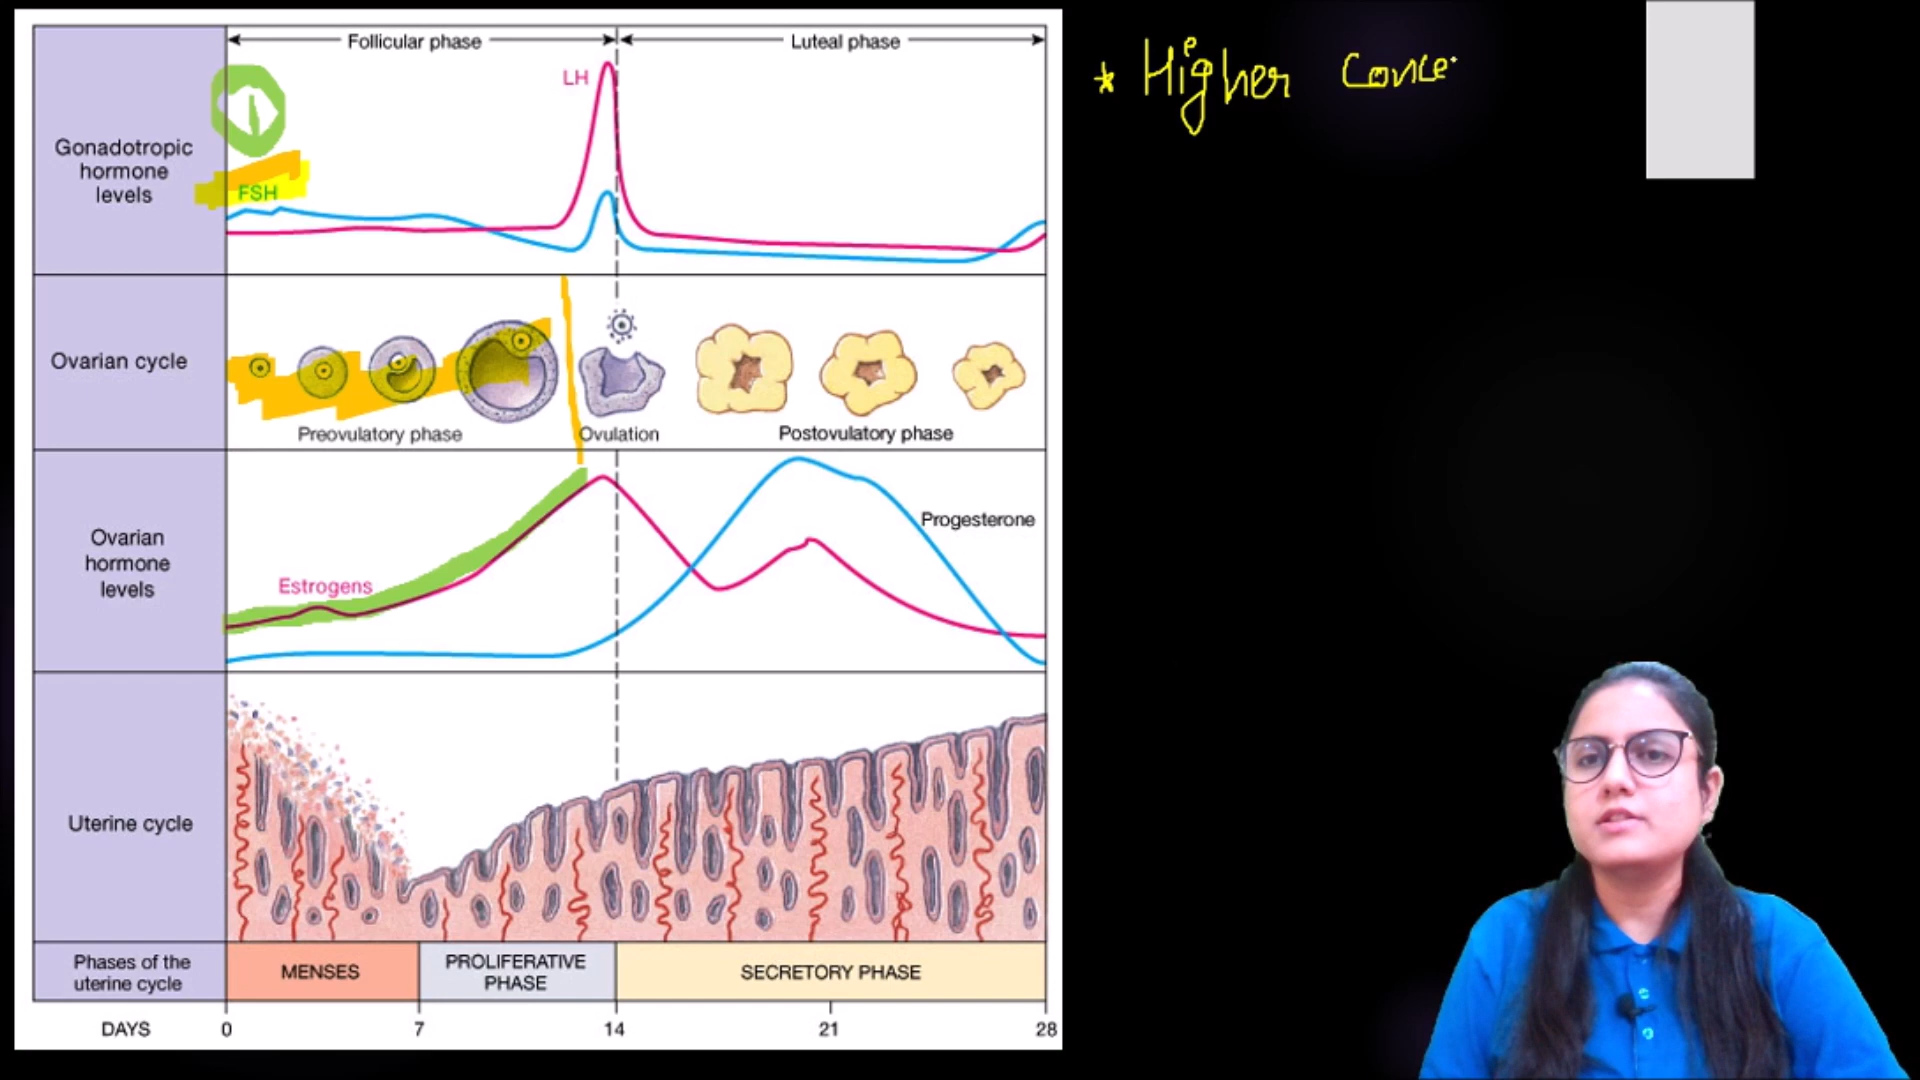 Follicular phase
Luteal phase
* Higher Conce
LH
Gonadotropic
hormone
levels
FSH
Ovarian cycle
Preovulatory phase
Ovulation
Postovulatory phase
Ovarian
hormone
levels
Estrogens
Progesterone
Uterine cycle
Phases of the
uterine cycle
MENSES
PROLIFERATIVE
PHASE
SECRETORY PHASE
DAYS 0 7 14 21 28